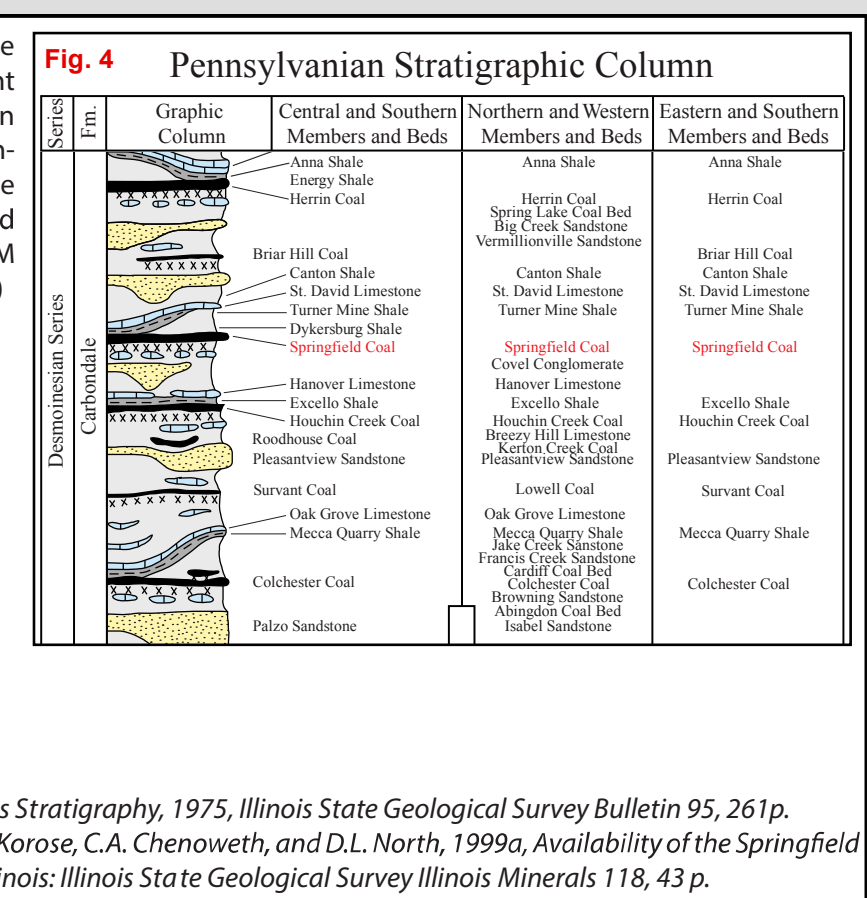 e
nt
n
n-
e
d
M
)
Fig. 4
Pennsylvanian Stratigraphic Column
Series
Fm.
Graphic
Column
Central and Southern
Members and Beds
Northern and Western
Members and Beds
Eastern and Southern
Members and Beds
Desmoinesian Series
Carbondale
Anna Shale
Energy Shale
Herrin Coal
Briar Hill Coal
Canton Shale
St. David Limestone
Turner Mine Shale
Dykersburg Shale
Springfield Coal
Hanover Limestone
Excello Shale
Houchin Creek Coal
Roodhouse Coal
Pleasantview Sandstone
Survant Coal
Oak Grove Limestone
Mecca Quarry Shale
Colchester Coal
Palzo Sandstone
Anna Shale
Herrin Coal
Spring Lake Coal Bed
Big Creek Sandstone
Vermillionville Sandstone
Canton Shale
St. David Limestone
Turner Mine Shale
Springfield Coal
Covel Conglomerate
Hanover Limestone
Excello Shale
Houchin Creek Coal
Breezy Hill Limestone
Kerton Creek Coal
Pleasantview Sandstone
Lowell Coal
Oak Grove Limestone
Mecca Quarry Shale
Jake Creek Sanstone
Francis Creek Sandstone
Cardiff Coal Bed
Colchester Coal
Browning Sandstone
Abingdon Coal Bed
Isabel Sandstone
Anna Shale
Herrin Coal
Briar Hill Coal
Canton Shale
St. David Limestone
Turner Mine Shale
Springfield Coal
Excello Shale
Houchin Creek Coal
Pleasantview Sandstone
Survant Coal
Mecca Quarry Shale
Colchester Coal
s Stratigraphy, 1975, Illinois State Geological Survey Bulletin 95, 261p.
Korose, C.A. Chenoweth, and D.L. North, 1999a, Availability of the Springfield
linois: Illinois State Geological Survey Illinois Minerals 118, 43 p.